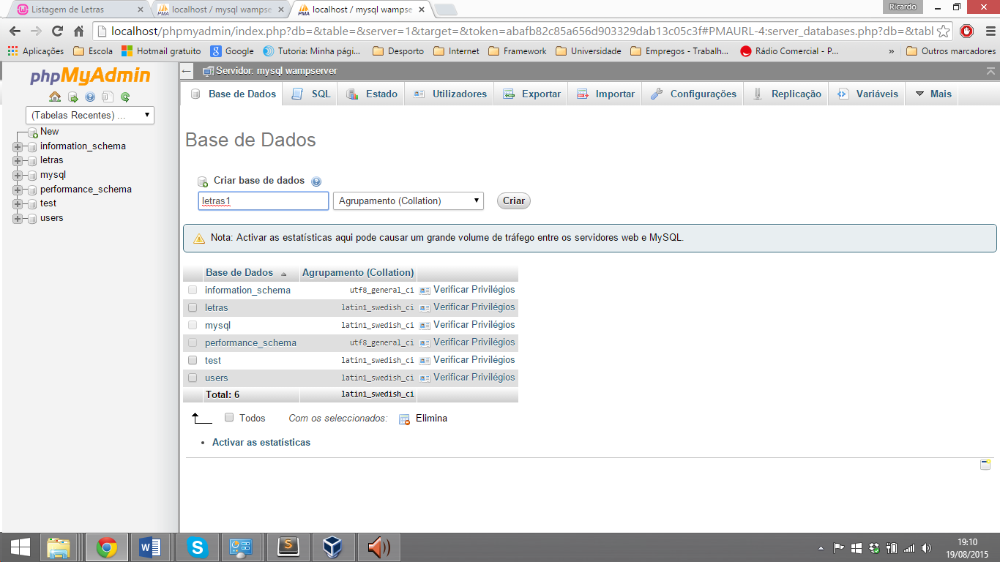 Listagem de Letras
localhost / mysql wampse
localhost / mysql wampse
Ricardo
localhost/phpmyadmin/index.php?db=&table=&server=1&target=&token=abafb82c85a656d903329dab13c05c3f#PMAURL-4:server_databases.php?db=&tabl
Aplicações
Escola
Hotmail gratuito
Google
Tutoria: Minha pági...
Desporto
Internet
Framework
Universidade
Empregos - Trabalh...
Rádio Comercial - P...
»
Outros marcadores
phpMyAdmin
(Tabelas Recentes) ...
New
information_schema
letras
mysql
performance_schema
test
users
Servidor: mysql wampserver
Base de Dados
SQL
Estado
Utilizadores
Exportar
Importar
Configurações
Replicação
Variáveis
Mais
Base de Dados
Criar base de dados
letras1
Agrupamento (Collation)
Criar
Nota: Activar as estatísticas aqui pode causar um grande volume de tráfego entre os servidores web e MySQL.
Base de Dados Agrupamento (Collation)
information_schema utf8_general_ci Verificar Privilégios
letras latin1_swedish_ci Verificar Privilégios
mysql latin1_swedish_ci Verificar Privilégios
performance_schema utf8_general_ci Verificar Privilégios
test latin1_swedish_ci Verificar Privilégios
users latin1_swedish_ci Verificar Privilégios
Total: 6 latin1_swedish_ci
Todos Com os seleccionados: Elimina
• Activar as estatísticas
19:10
19/08/2015